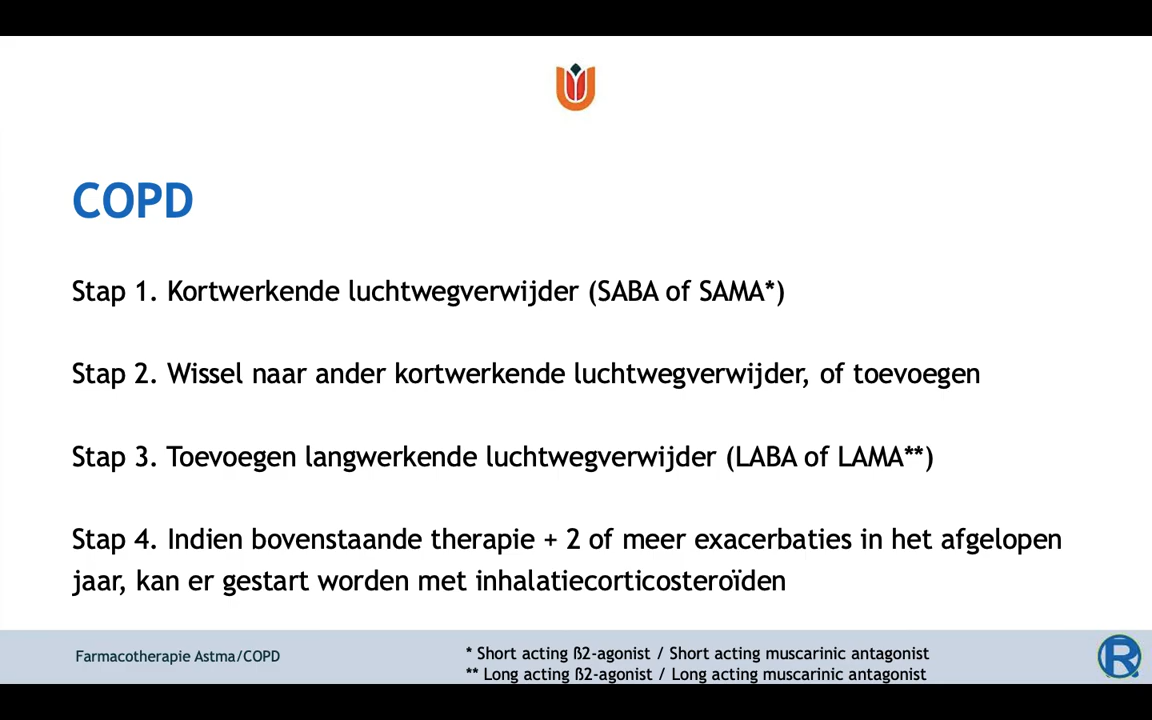 COPD
Stap 1. Kortwerkende luchtwegverwijder (SABA of SAMA*)
Stap 2. Wissel naar ander kortwerkende luchtwegverwijder, of toevoegen
Stap 3. Toevoegen langwerkende luchtwegverwijder (LABA of LAMA**)
Stap 4. Indien bovenstaande therapie + 2 of meer exacerbaties in het afgelopen
jaar, kan er gestart worden met inhalatiecorticosteroïden
Farmacotherapie Astma/COPD
* Short acting ß2-agonist / Short acting muscarinic antagonist
** Long acting ß2-agonist / Long acting muscarinic antagonist
R